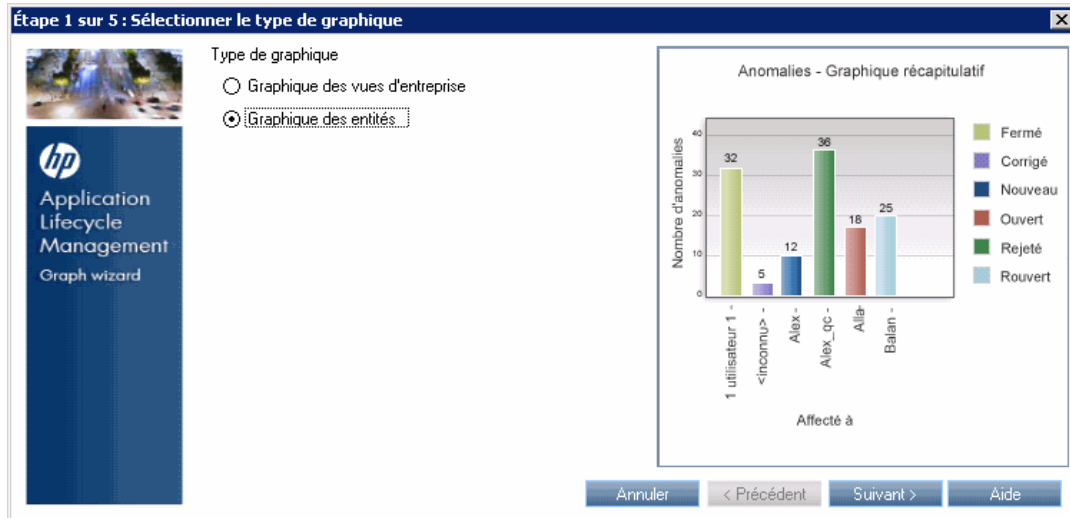 Étape 1 sur 5 : Sélectionner le type de graphique
hp
Application
Lifecycle
Management
Graph wizard
Type de graphique
Graphique des vues d'entreprise
Graphique des entités
Anomalies - Graphique récapitulatif
Nombre d'anomalies
40
30
20
10
0
32
5
12
36
18
25
1 utilisateur 1 -
<inconnu> -
Alex -
Alex_qc -
Alla-
Balan -
Affecté à
Fermé
Corrigé
Nouveau
Ouvert
Rejeté
Rouvert
Annuler
< Précédent
Suivant >
Aide